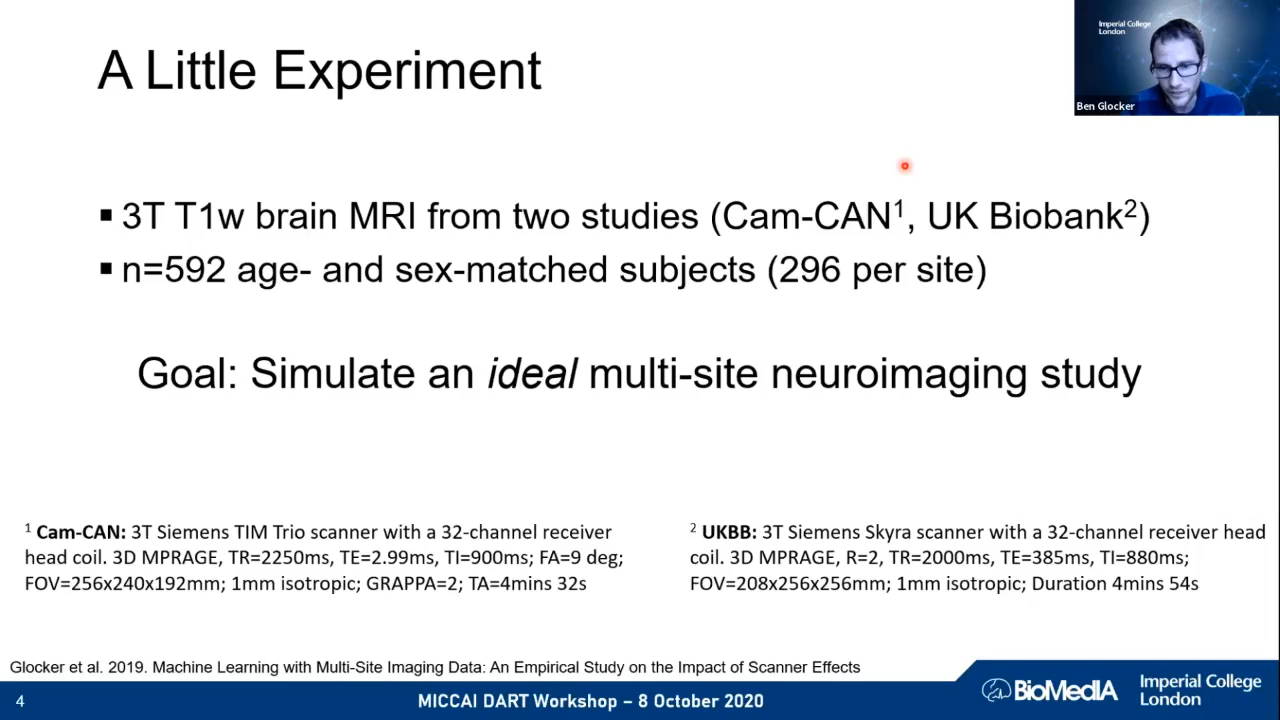 A Little Experiment
Imperial College
London
Ben Glocker
▪ 3T T1w brain MRI from two studies (Cam-CAN¹, UK Biobank²)
▪ n=592 age- and sex-matched subjects (296 per site)
Goal: Simulate an ideal multi-site neuroimaging study
¹ Cam-CAN: 3T Siemens TIM Trio scanner with a 32-channel receiver
head coil. 3D MPRAGE, TR=2250ms, TE=2.99ms, TI=900ms; FA=9 deg;
FOV=256x240x192mm; 1mm isotropic; GRAPPA=2; TA=4mins 32s
² UKBB: 3T Siemens Skyra scanner with a 32-channel receiver head
coil. 3D MPRAGE, R=2, TR=2000ms, TE=385ms, TI=880ms;
FOV=208x256x256mm; 1mm isotropic; Duration 4mins 54s
Glocker et al. 2019. Machine Learning with Multi-Site Imaging Data: An Empirical Study on the Impact of Scanner Effects
4
MICCAI DART Workshop – 8 October 2020
BioMedIA
Imperial College
London